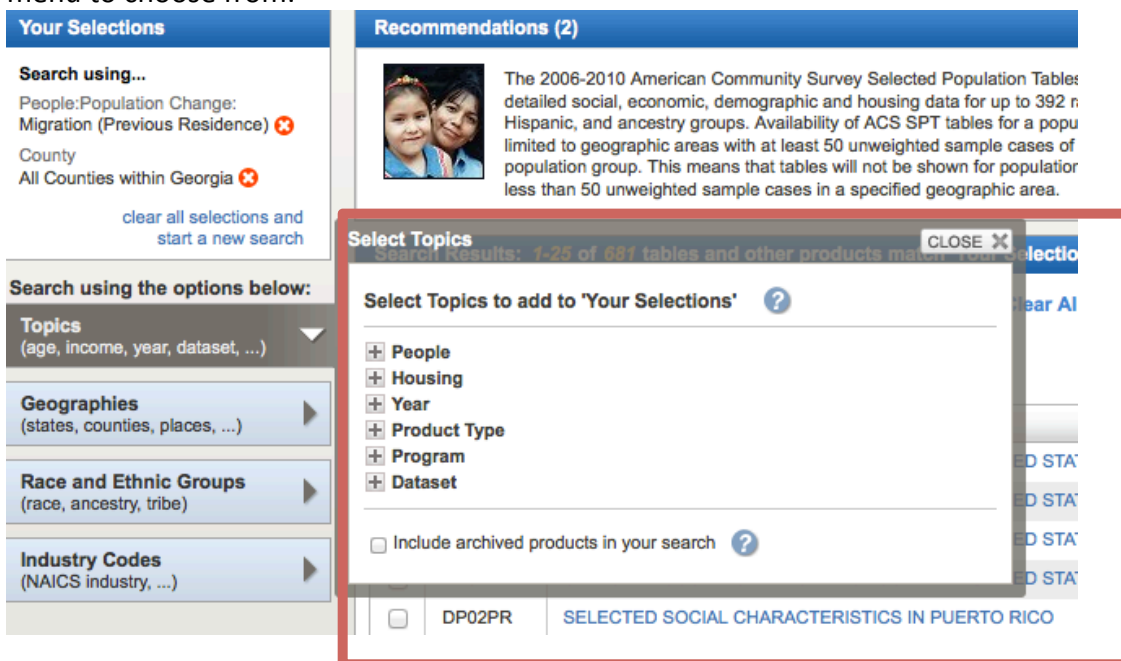 menu to choose from.
Your Selections
Search using...
People:Population Change:
Migration (Previous Residence)
County
All Counties within Georgia
clear all selections and
start a new search
Search using the options below:
Topics
(age, income, year, dataset, ...)
Geographies
(states, counties, places, ...)
Race and Ethnic Groups
(race, ancestry, tribe)
Industry Codes
(NAICS industry, ...)
Recommendations (2)
The 2006-2010 American Community Survey Selected Population Tables
detailed social, economic, demographic and housing data for up to 392
Hispanic, and ancestry groups. Availability of ACS SPT tables for a
limited to geographic areas with at least 50 unweighted sample cases of
population group. This means that tables will not be shown for population
less than 50 unweighted sample cases in a specified geographic area.
Select Topics
CLOSE
Search Results: 1-25 of 681 tables and other products match
Select Topics to add to 'Your Selections'
People
Housing
Year
Product Type
Program
Dataset
Include archived products in your search
DP02PR SELECTED SOCIAL CHARACTERISTICS IN PUERTO RICO